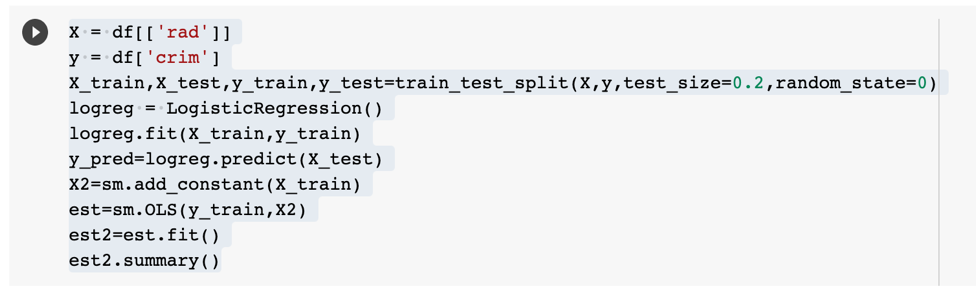 X = df[['rad']]
y = df['crim']
X_train,X_test,y_train,y_test=train_test_split(X,y,test_size=0.2,random_state=0)
logreg = LogisticRegression()
logreg.fit(X_train,y_train)
y_pred=logreg.predict(X_test)
X2=sm.add_constant(X_train)
est=sm.OLS(y_train,X2)
est2=est.fit()
est2.summary()